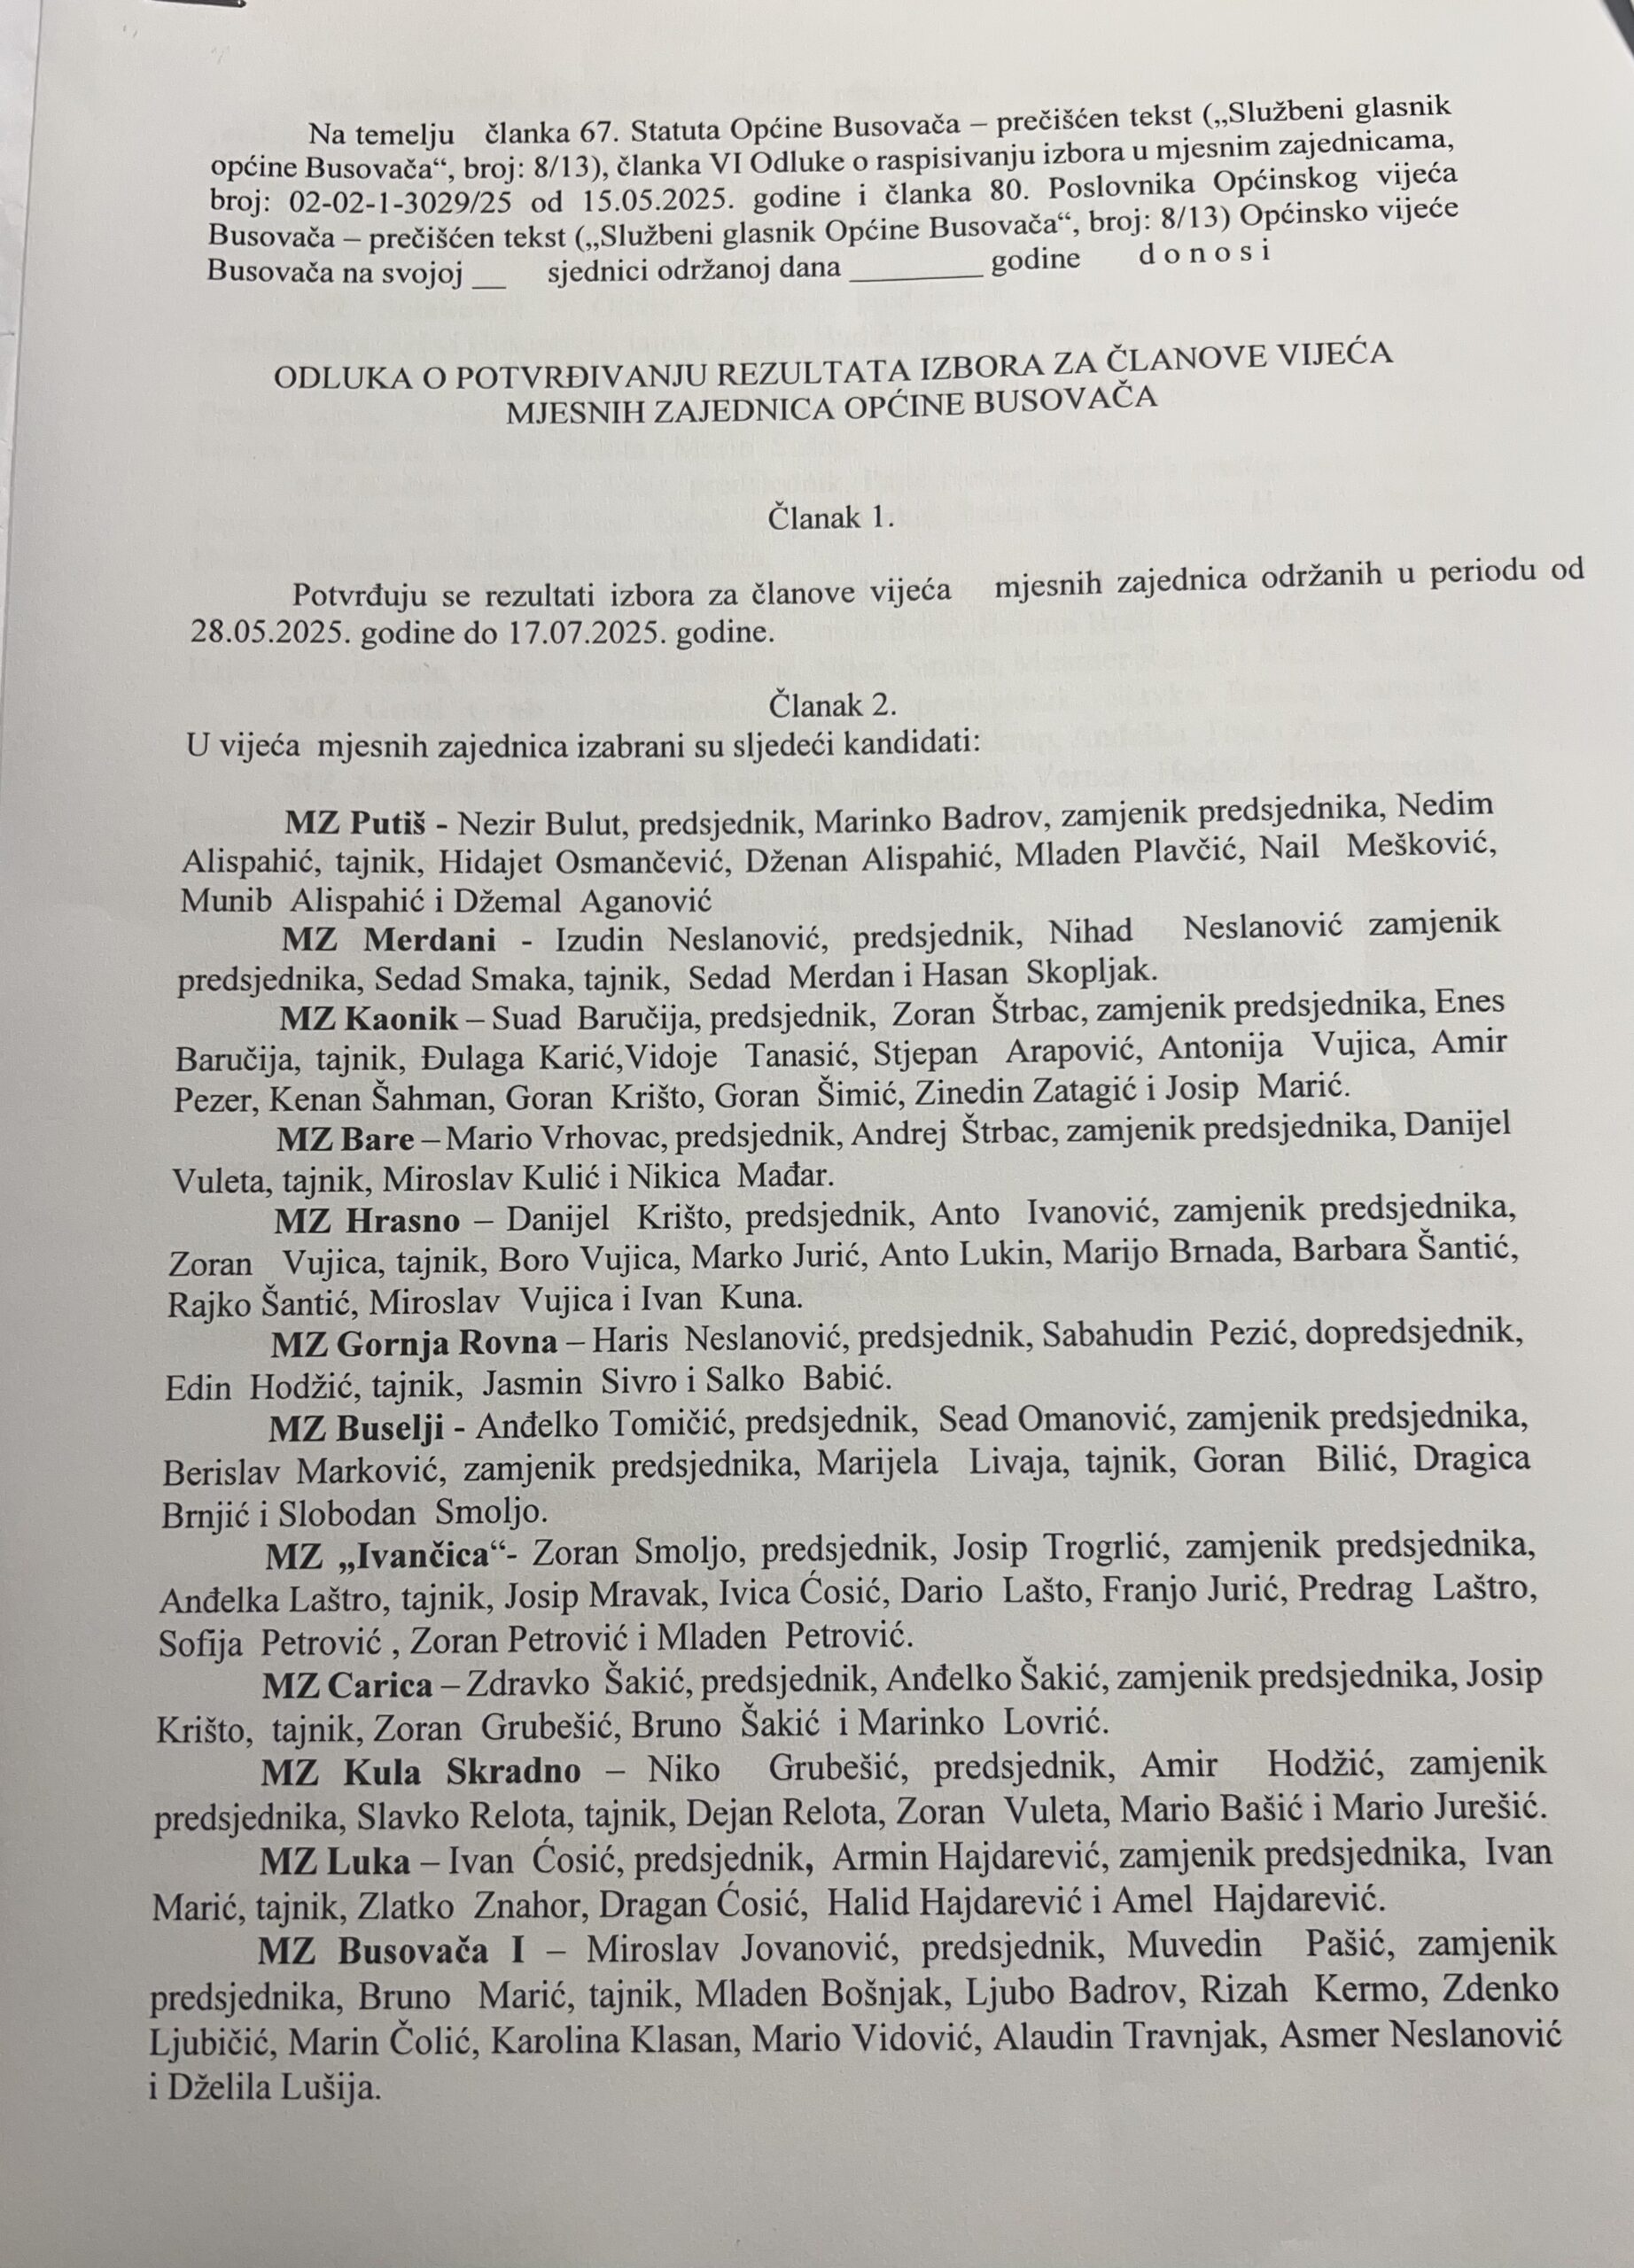 Na temelju članka 67. Statuta Općine Busovača – prečišćen tekst („Službeni glasnik
općine Busovača“, broj: 8/13), članka VI Odluke o raspisivanju izbora u mjesnim zajednicama,
broj: 02-02-1-3029/25 od 15.05.2025. godine i članka 80. Poslovnika Općinskog vijeća
Busovača – prečišćen tekst („Službeni glasnik Općine Busovača“, broj: 8/13) Općinsko vijeće
Busovača na svojoj __ sjednici održanoj dana ________ godine d o n o s i
ODLUKA O POTVRĐIVANJU REZULTATA IZBORA ZA ČLANOVE VIJEĆA
MJESNIH ZAJEDNICA OPĆINE BUSOVAČA
Članak 1.
Potvrđuju se rezultati izbora za članove vijeća mjesnih zajednica održanih u periodu od
28.05.2025. godine do 17.07.2025. godine.
Članak 2.
U vijeća mjesnih zajednica izabrani su sljedeći kandidati:
MZ Putiš - Nezir Bulut, predsjednik, Marinko Badrov, zamjenik predsjednika, Nedim
Alispahić, tajnik, Hidajet Osmančević, Dženan Alispahić, Mladen Plavčić, Nail Mešković,
Munib Alispahić i Džemal Aganović
MZ Merdani - Izudin Neslanović, predsjednik, Nihad Neslanović zamjenik
predsjednika, Sedad Smaka, tajnik, Sedad Merdan i Hasan Skopljak.
MZ Kaonik – Suad Baručija, predsjednik, Zoran Štrbac, zamjenik predsjednika, Enes
Baručija, tajnik, Đulaga Karić,Vidoje Tanasić, Stjepan Arapović, Antonija Vujica, Amir
Pezer, Kenan Šahman, Goran Krišto, Goran Šimić, Zinedin Zatagić i Josip Marić.
MZ Bare – Mario Vrhovac, predsjednik, Andrej Štrbac, zamjenik predsjednika, Danijel
Vuleta, tajnik, Miroslav Kulić i Nikica Mađar.
MZ Hrasno – Danijel Krišto, predsjednik, Anto Ivanović, zamjenik predsjednika,
Zoran Vujica, tajnik, Boro Vujica, Marko Jurić, Anto Lukin, Marijo Brnada, Barbara Šantić,
Rajko Šantić, Miroslav Vujica i Ivan Kuna.
MZ Gornja Rovna – Haris Neslanović, predsjednik, Sabahudin Pezić, dopredsjednik,
Edin Hodžić, tajnik, Jasmin Sivro i Salko Babić.
MZ Buselji - Anđelko Tomičić, predsjednik, Sead Omanović, zamjenik predsjednika,
Berislav Marković, zamjenik predsjednika, Marijela Livaja, tajnik, Goran Bilić, Dragica
Brnjić i Slobodan Smoljo.
MZ „Ivančica“- Zoran Smoljo, predsjednik, Josip Trogrlić, zamjenik predsjednika,
Anđelka Laštro, tajnik, Josip Mravak, Ivica Ćosić, Dario Lašto, Franjo Jurić, Predrag Laštro,
Sofija Petrović , Zoran Petrović i Mladen Petrović.
MZ Carica – Zdravko Šakić, predsjednik, Anđelko Šakić, zamjenik predsjednika, Josip
Krišto, tajnik, Zoran Grubešić, Bruno Šakić i Marinko Lovrić.
MZ Kula Skradno – Niko Grubešić, predsjednik, Amir Hodžić, zamjenik
predsjednika, Slavko Relota, tajnik, Dejan Relota, Zoran Vuleta, Mario Bašić i Mario Jurešić.
MZ Luka – Ivan Ćosić, predsjednik, Armin Hajdarević, zamjenik predsjednika, Ivan
Marić, tajnik, Zlatko Znahor, Dragan Ćosić, Halid Hajdarević i Amel Hajdarević.
MZ Busovača I – Miroslav Jovanović, predsjednik, Muvedin Pašić, zamjenik
predsjednika, Bruno Marić, tajnik, Mladen Bošnjak, Ljubo Badrov, Rizah Kermo, Zdenko
Ljubičić, Marin Čolić, Karolina Klasan, Mario Vidović, Alaudin Travnjak, Asmer Neslanović
i Dželila Lušija.